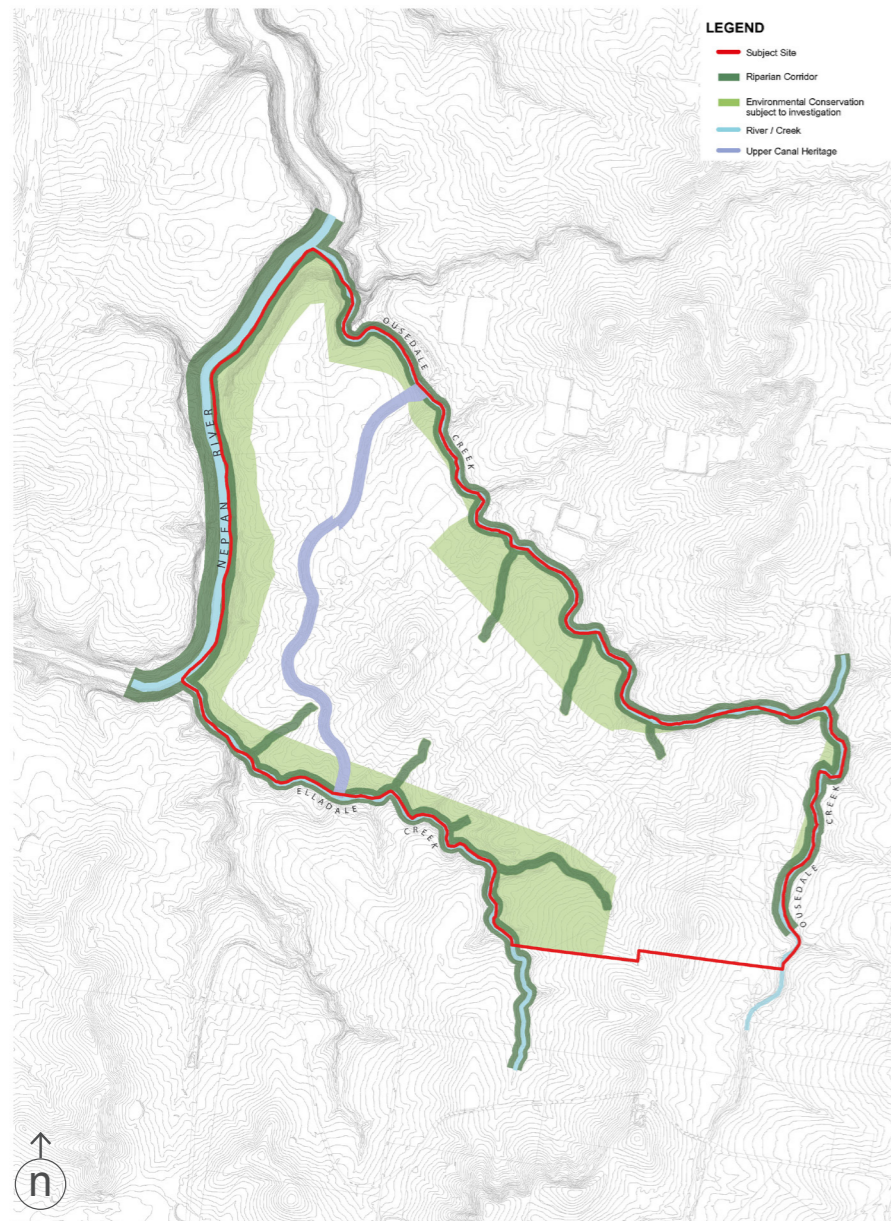 LEGEND
Subject Site
Riparian Corridor
Environmental Conservation
subject to investigation
River / Creek
Upper Canal Heritage
OUSEDALE
CREEK
NEPEAN RIVER
ELLADALE
CREEK
OUSEDALE
CREEK
n